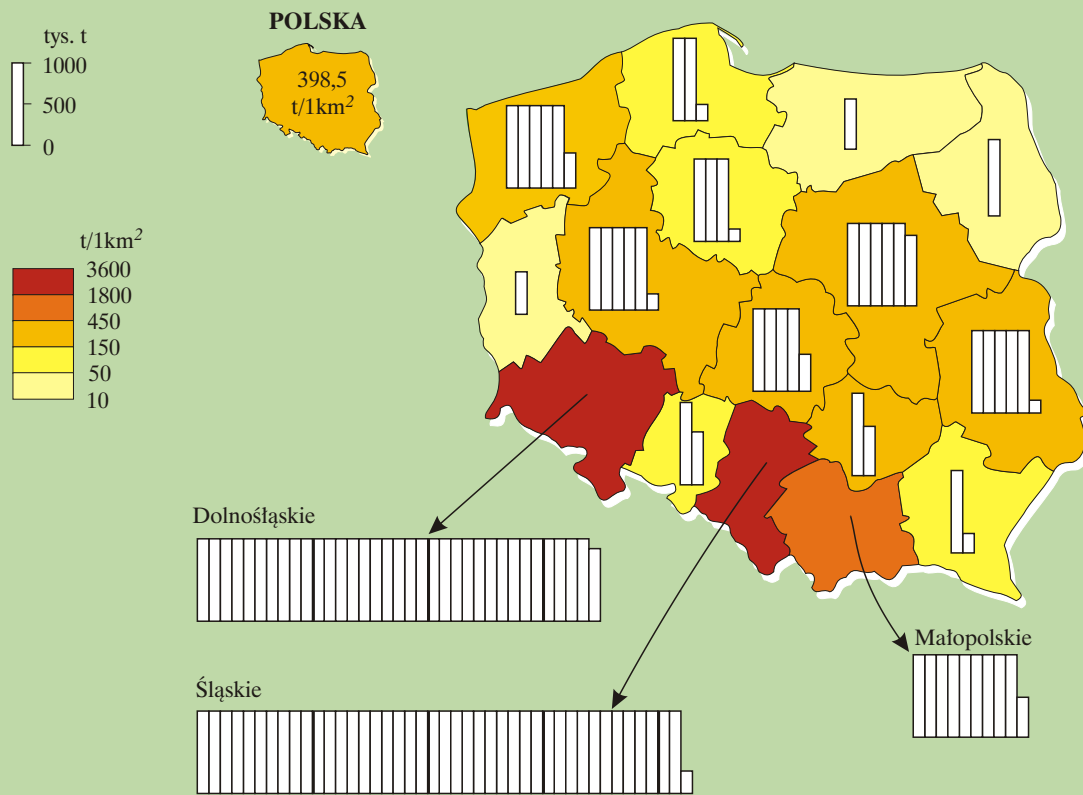 POLSKA
398,5
t/1km²
tys. t
1000
500
0
t/1km²
3600
1800
450
150
50
10
Dolnośląskie
Śląskie
Małopolskie